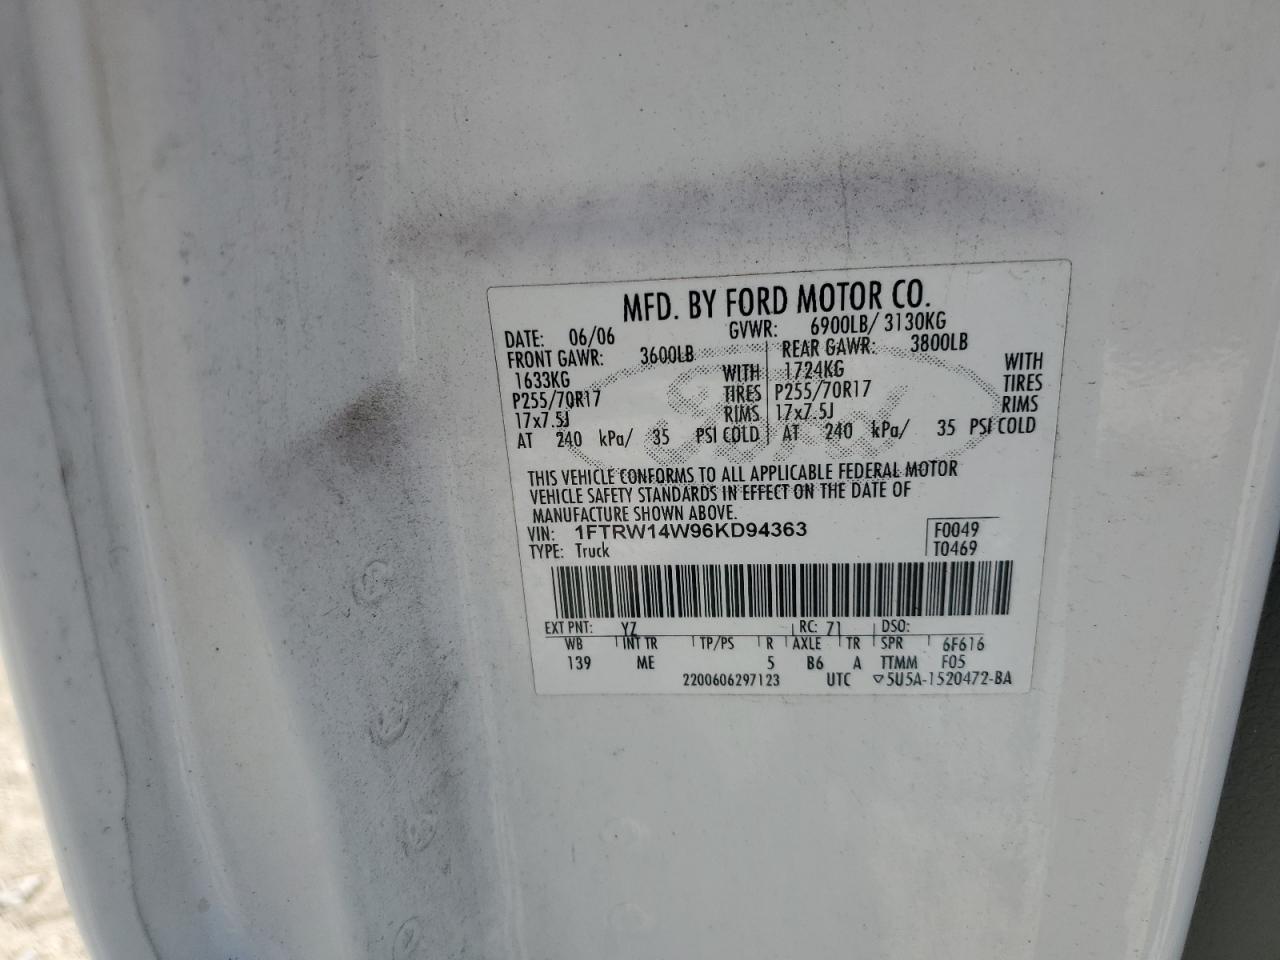 MFD. BY FORD MOTOR CO.
DATE: 06/06 GVWR: 6900LB/ 3130KG
FRONT GAWR: 3600LB REAR GAWR: 3800LB
1633KG WITH 1724KG WITH
P255/70R17 TIRES P255/70R17 TIRES
17x7.5J RIMS 17x7.5J RIMS
AT 240 kPa/ 35 PSI COLD AT 240 kPa/ 35 PSI COLD
THIS VEHICLE CONFORMS TO ALL APPLICABLE FEDERAL MOTOR
VEHICLE SAFETY STANDARDS IN EFFECT ON THE DATE OF
MANUFACTURE SHOWN ABOVE.
VIN: 1FTRW14W96KD94363 F0049
TYPE: Truck T0469
EXT PNT: YZ RC: 71 DSO:
WB INT TR TP/PS R AXLE TR SPR 6F616
139 ME 5 B6 A TTMM F05
2200606297123 UTC ▽5U5A-1520472-BA